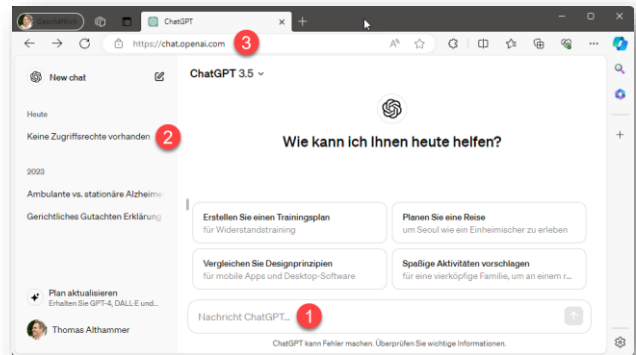 Geschäftlich
ChatGPT
https://chat.openai.com
3
New chat
ChatGPT 3.5
Heute
Keine Zugriffsrechte vorhanden
2
Wie kann ich Ihnen heute helfen?
2023
Ambulante vs. stationäre Alzheime
Gerichtliches Gutachten Erklärung
Erstellen Sie einen Trainingsplan
für Widerstandstraining
Planen Sie eine Reise
um Seoul wie ein Einheimischer zu erleben
Vergleichen Sie Designprinzipien
für mobile Apps und Desktop-Software
Spaßige Aktivitäten vorschlagen
für eine vierköpfige Familie, um an einem r...
Plan aktualisieren
Erhalten Sie GPT-4, DALL·E und...
Nachricht ChatGPT...
1
Thomas Althammer
ChatGPT kann Fehler machen. Überprüfen Sie wichtige Informationen.